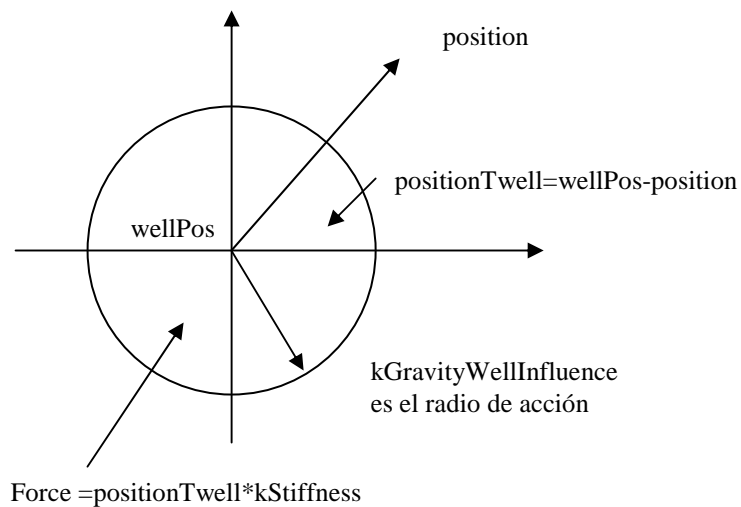 position
positionTwell=wellPos-position
wellPos
kGravityWellInfluence
es el radio de acción
Force =positionTwell*kStiffness